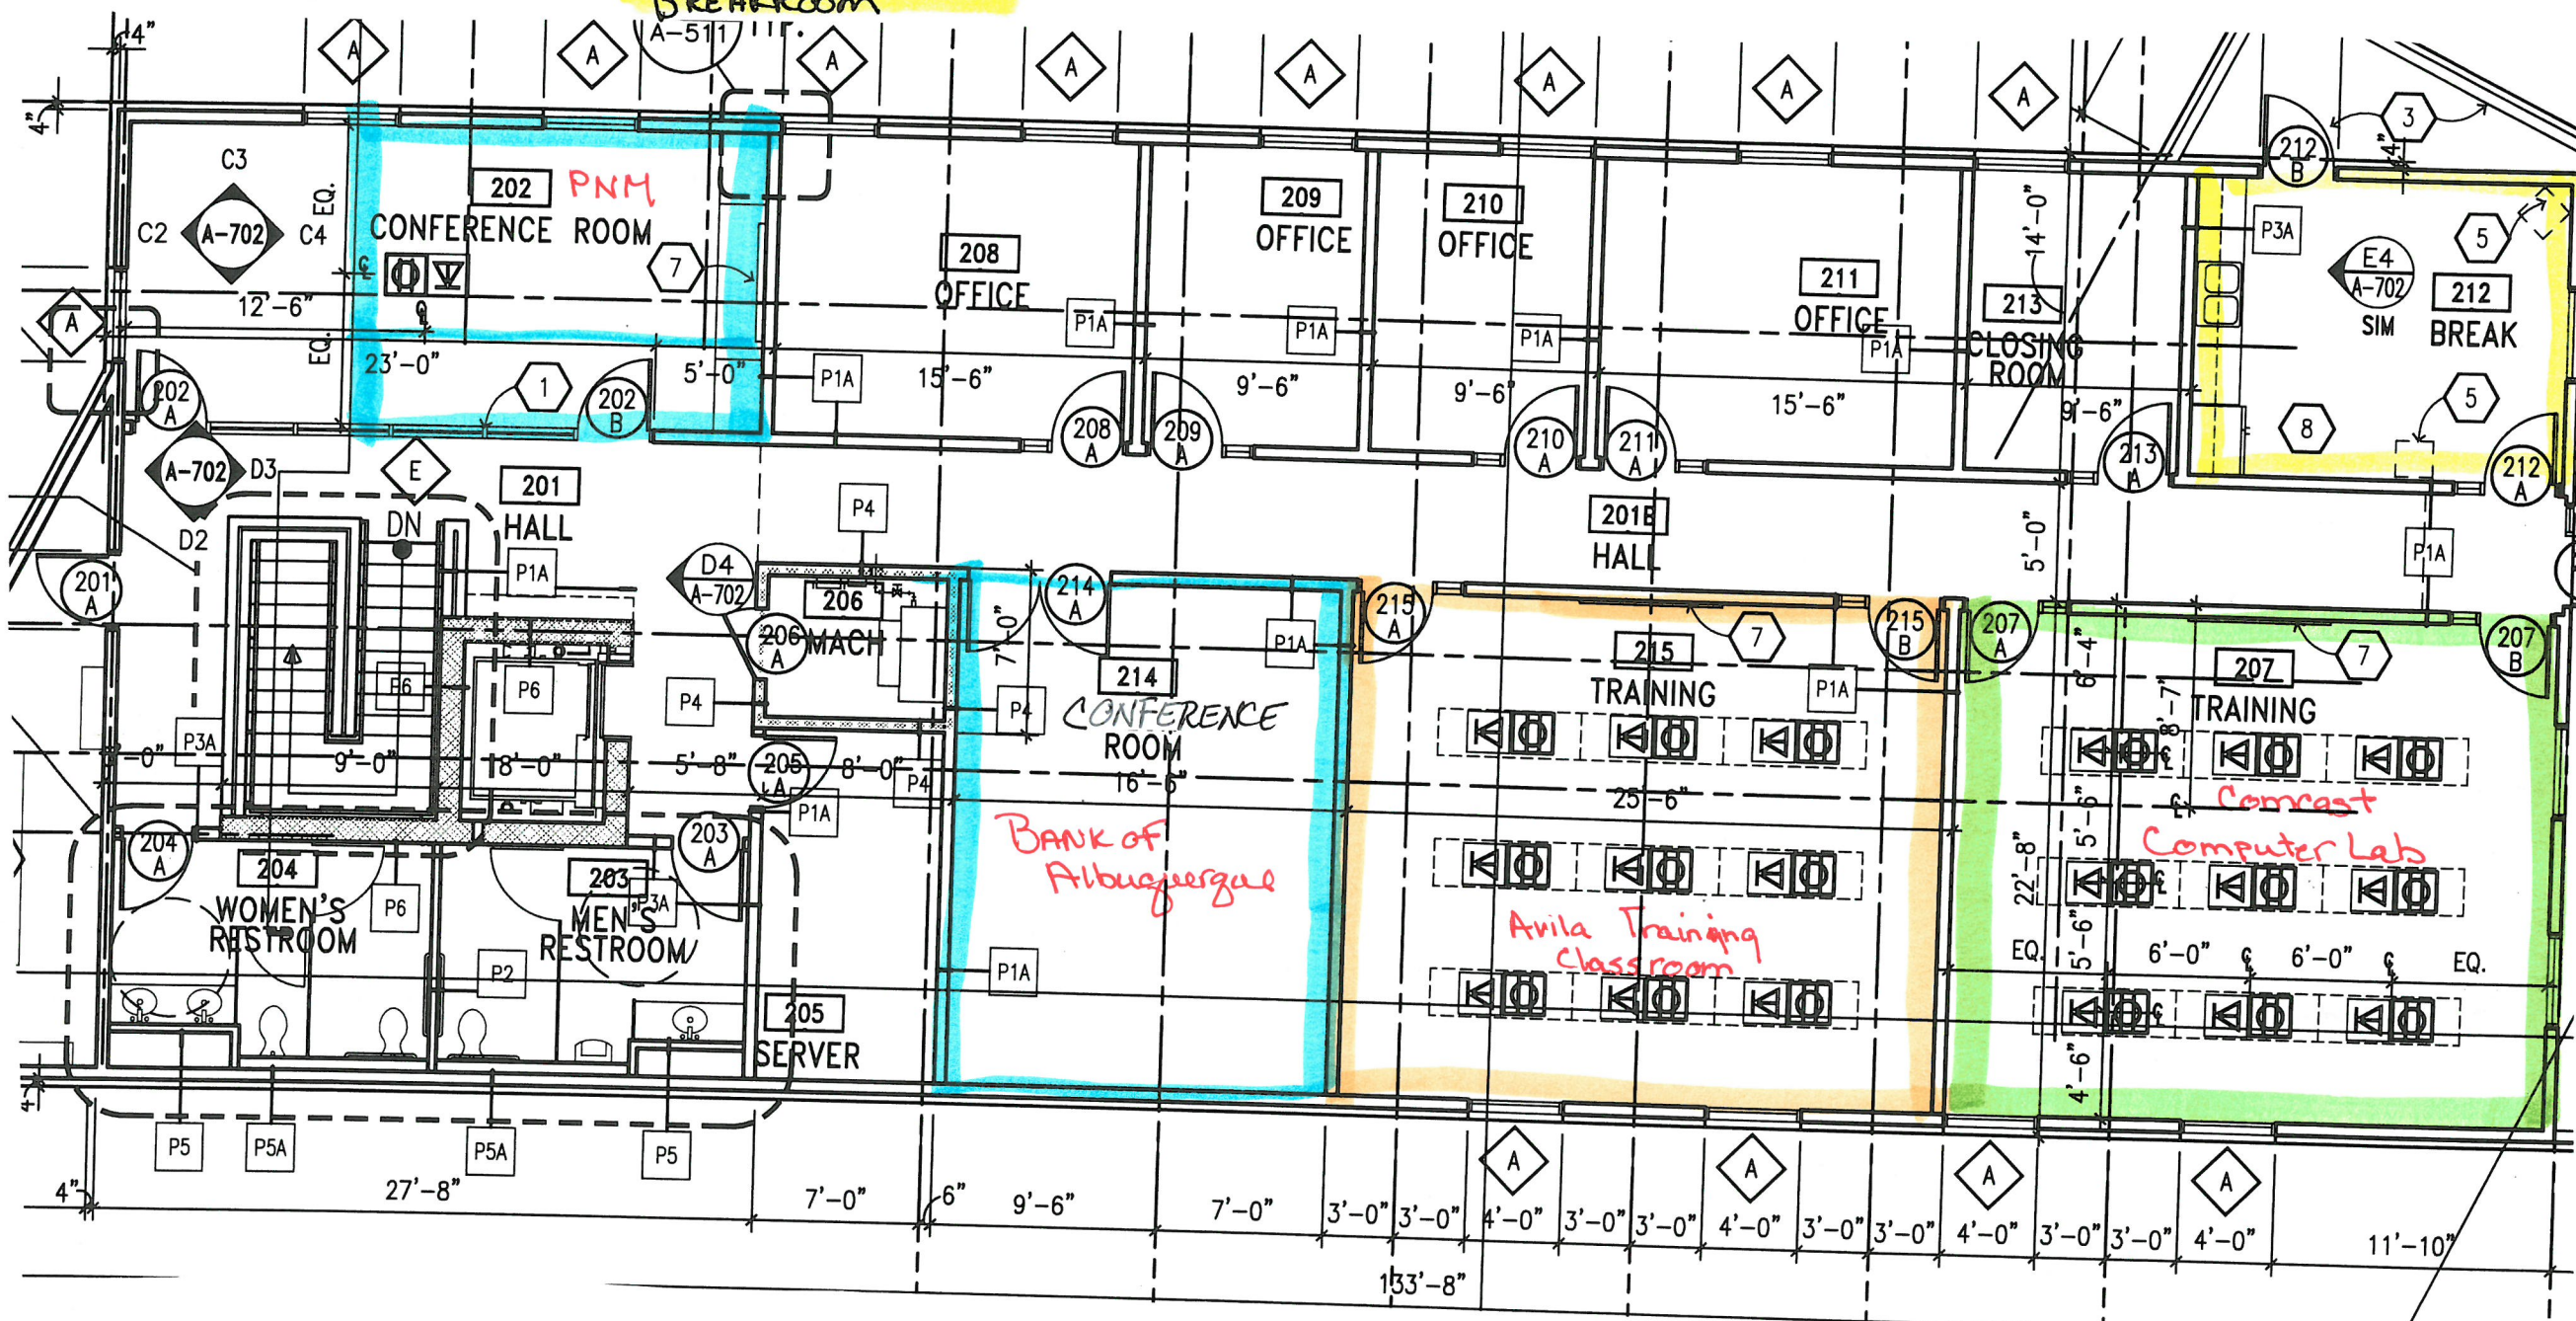 BREAKROOM
A-511 TYP.
4"
A A A A A A A A
4"
C3
C2 A-702 C4
EQ.
EQ.
12'-6"
23'-0"
5'-0"
202 PNM
CONFERENCE ROOM
7
1
202 A
202 B
A
208
OFFICE
15'-6"
P1A
P1A
208 A
209
OFFICE
9'-6"
P1A
209 A
210
OFFICE
9'-6"
P1A
210 A
211
OFFICE
15'-6"
P1A
211 A
213
CLOSING
ROOM
14'-0"
9'-6"
213 A
212 B
3
4"
P3A
E4
A-702
SIM
5
212
BREAK
5
8
212 A
A-702 D3
D2
E
201
HALL
DN
P1A
P4
201B
HALL
5'-0"
P1A
201 A
D4
A-702
206
MACH
206 A
P6
P6
P4
P3A
'-0"
9'-0"
8'-0"
5'-8"
205 A
8'-0"
P4
P1A
7'-0"
214 A
P1A
214
P4
CONFERENCE
ROOM
16'-6"
BANK OF
Albuquerque
P1A
215 A
215 B
7
215
TRAINING
P1A
25'-6"
Avila Training
Classroom
207 A
207 B
7
207
TRAINING
6'-4"
8'-7"
5'-6"
22'-8"
5'-6"
4'-6"
Comcast
Computer Lab
EQ. 6'-0" 6'-0" EQ.
204 A
204
WOMEN'S
RESTROOM
P6
203
MEN'S
RESTROOM
203 A
P3A
P2
205
SERVER
4"
P5 P5A P5A P5
A A A A
4" 27'-8" 7'-0" 6" 9'-6" 7'-0" 3'-0" 3'-0" 4'-0" 3'-0" 3'-0" 4'-0" 3'-0" 3'-0" 4'-0" 3'-0" 3'-0" 4'-0" 11'-10"
133'-8"